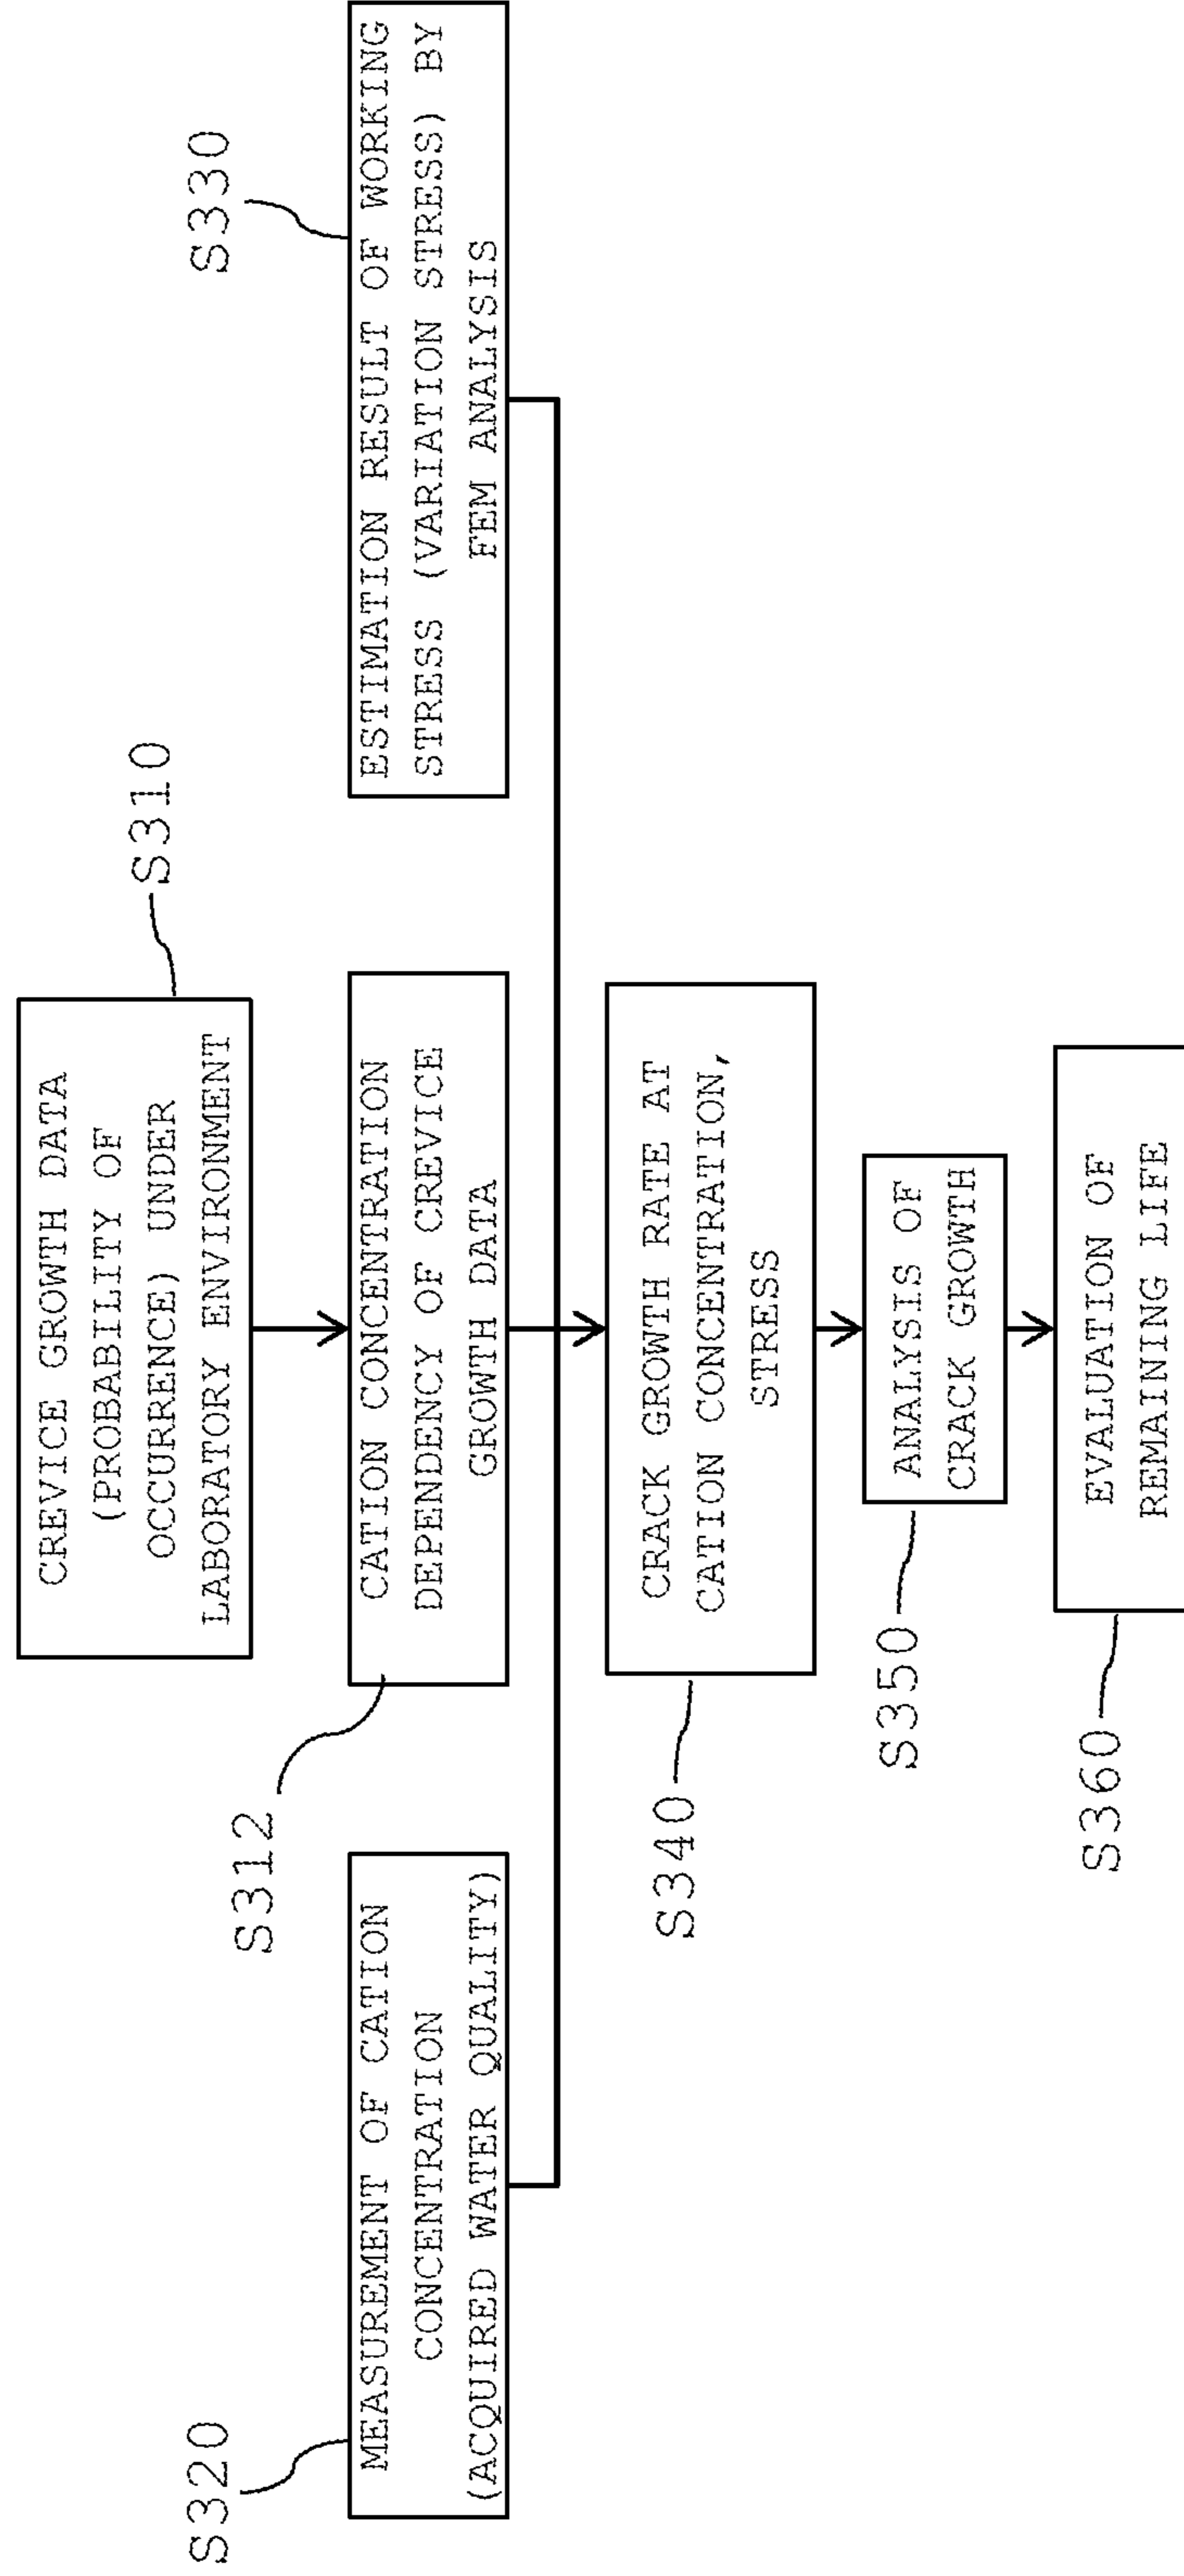 S310
CREVICE GROWTH DATA
(PROBABILITY OF
OCCURRENCE) UNDER
LABORATORY ENVIRONMENT
S320
MEASUREMENT OF CATION
CONCENTRATION
(ACQUIRED WATER QUALITY)
S312
CATION CONCENTRATION
DEPENDENCY OF CREVICE
GROWTH DATA
S330
ESTIMATION RESULT OF WORKING
STRESS (VARIATION STRESS) BY
FEM ANALYSIS
S340
CRACK GROWTH RATE AT
CATION CONCENTRATION,
STRESS
S350
ANALYSIS OF
CRACK GROWTH
S360
EVALUATION OF
REMAINING LIFE